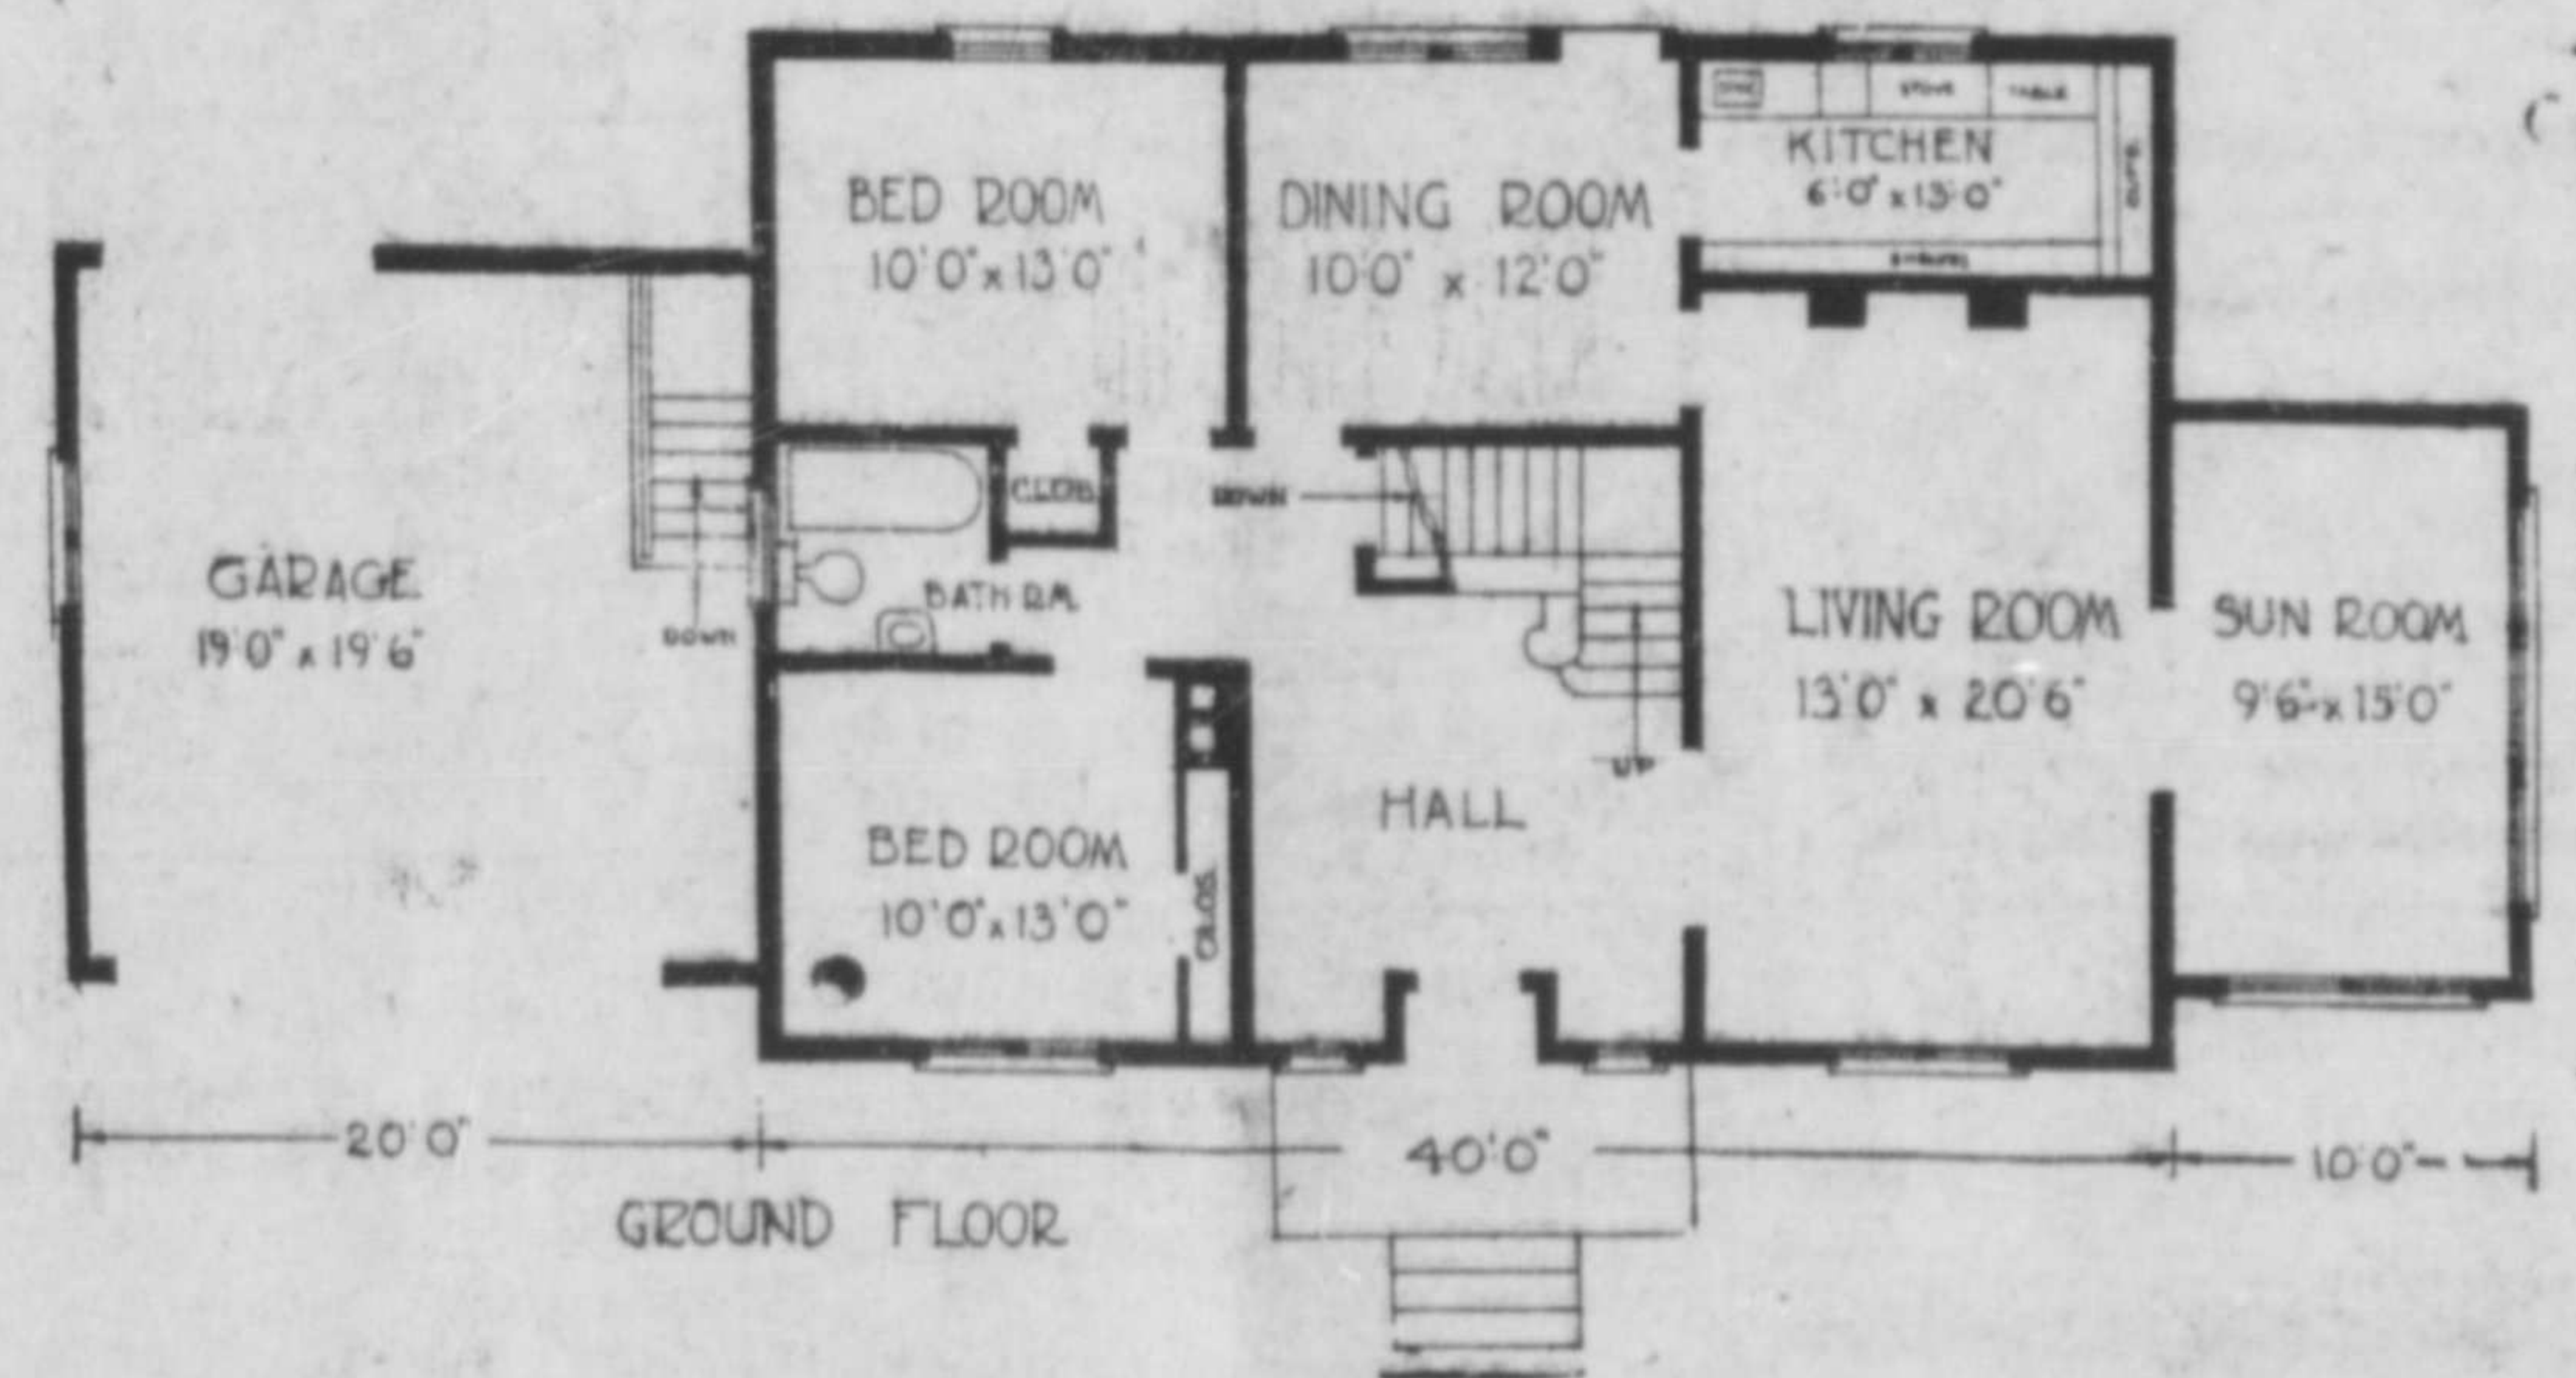 STOVE
TABLE
KITCHEN
6'-0" x 13'-0"
BED ROOM
10'0" x 13'0"
DINING ROOM
10'0" x 12'0"
CLOS.
DOWN
GARAGE
19'0" x 19'6"
BATH RM.
DOWN
LIVING ROOM
13'0" x 20'6"
SUN ROOM
9'6" x 15'0"
UP
HALL
BED ROOM
10'0" x 13'0"
CLOS.
20'0"
40'0"
10'0"
GROUND FLOOR